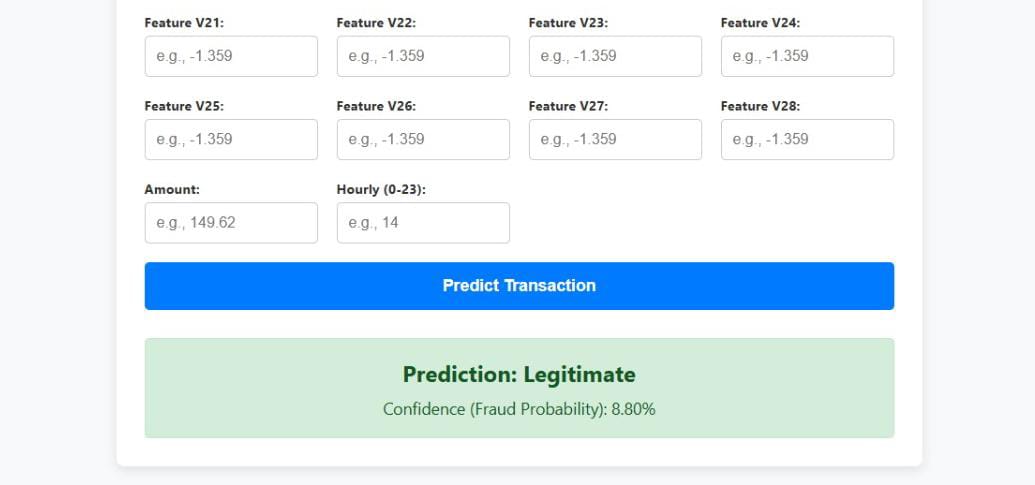 Feature V21: Feature V22: Feature V23: Feature V24:
e.g., -1.359 e.g., -1.359 e.g., -1.359 e.g., -1.359
Feature V25: Feature V26: Feature V27: Feature V28:
e.g., -1.359 e.g., -1.359 e.g., -1.359 e.g., -1.359
Amount: Hourly (0-23):
e.g., 149.62 e.g., 14
Predict Transaction
Prediction: Legitimate
Confidence (Fraud Probability): 8.80%